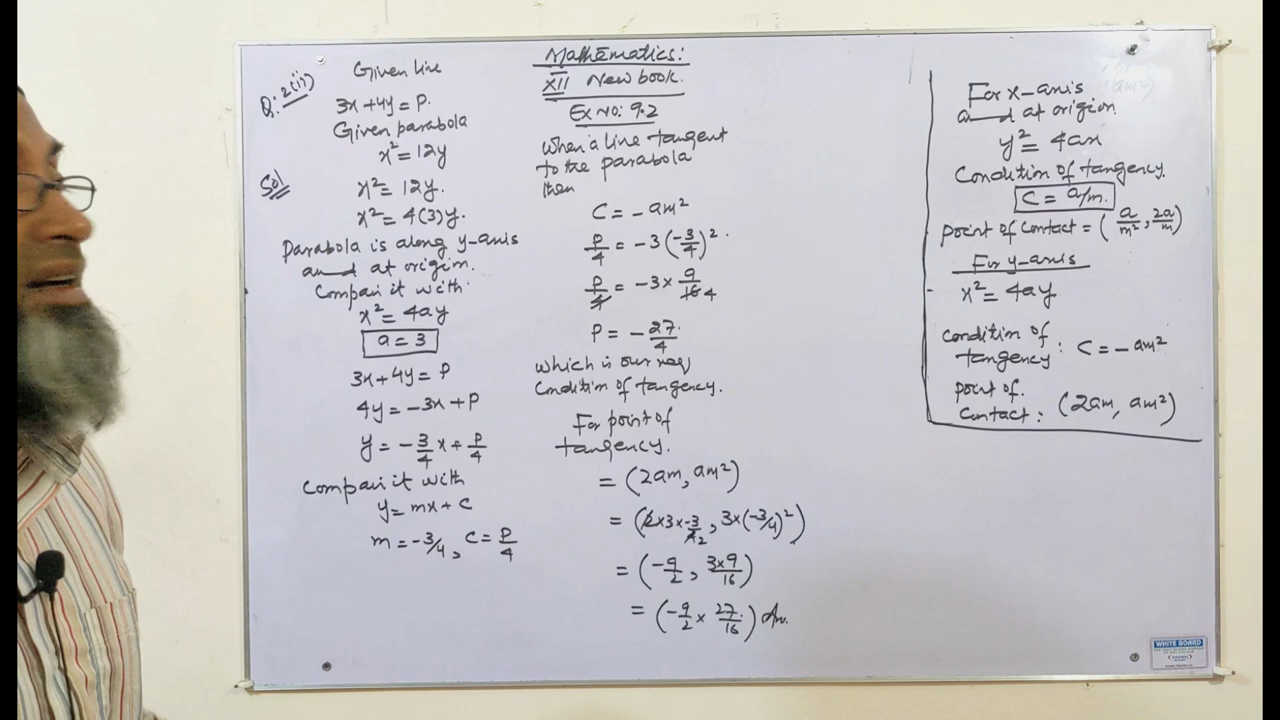 Mathematics:
XII New book.
Ex No: 9.2
Q: 2(ii)
Given line
3x+4y=P.
Given parabola
x²=12y
Sol
x²=12y.
x²=4(3)y.
Parabola is along y-axis
and at origin.
Compair it with
x²=4ay
a=3
3x+4y=P
4y=-3x+P
y=-3/4x+P/4
Compair it with
y=mx+c
m=-3/4, c=P/4
When a line tangent
to the parabola
then
C=-am²
P/4=-3(-3/4)².
P/4=-3×9/16 4
P=-27/4
which is our req
Condition of tangency.
For point of
tangency.
=(2am, am²)
=(2×3×-3/4 2, 3×(-3/4)²)
=(-9/2, 3×9/16)
=(-9/2 × 27/16) An.
For x-axis
and at origion
y²=4ax
Condition of tangency.
C=a/m.
point of Contact=(a/m², 2a/m)
For y-axis
x²=4ay
condition of
tangency: C=-am²
point of
Contact: (2am, am²)
WHITE BOARD